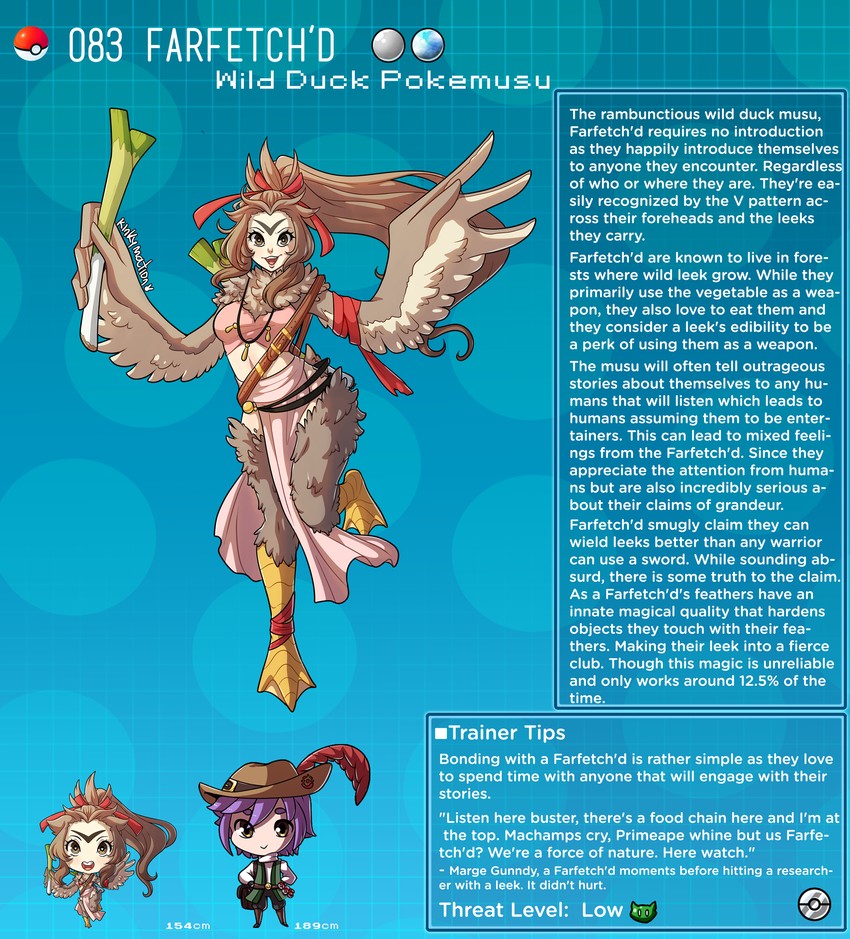 083 FARFETCH'D
Wild Duck Pokemusu
kinkymation
The rambunctious wild duck musu,
Farfetch'd requires no introduction
as they happily introduce themselves
to anyone they encounter. Regardless
of who or where they are. They're ea-
sily recognized by the V pattern ac-
ross their foreheads and the leeks
they carry.
Farfetch'd are known to live in fore-
sts where wild leek grow. While they
primarily use the vegetable as a wea-
pon, they also love to eat them and
they consider a leek's edibility to be
a perk of using them as a weapon.
The musu will often tell outrageous
stories about themselves to any hu-
mans that will listen which leads to
humans assuming them to be enter-
tainers. This can lead to mixed feeli-
ngs from the Farfetch'd. Since they
appreciate the attention from huma-
ns but are also incredibly serious a-
bout their claims of grandeur.
Farfetch'd smugly claim they can
wield leeks better than any warrior
can use a sword. While sounding ab-
surd, there is some truth to the claim.
As a Farfetch'd's feathers have an
innate magical quality that hardens
objects they touch with their fea-
thers. Making their leek into a fierce
club. Though this magic is unreliable
and only works around 12.5% of the
time.
Trainer Tips
Bonding with a Farfetch'd is rather simple as they love
to spend time with anyone that will engage with their
stories.
"Listen here buster, there's a food chain here and I'm at
the top. Machamps cry, Primeape whine but us Farfe-
tch'd? We're a force of nature. Here watch."
- Marge Gunndy, a Farfetch'd moments before hitting a research-
er with a leek. It didn't hurt.
Threat Level: Low
154cm
189cm